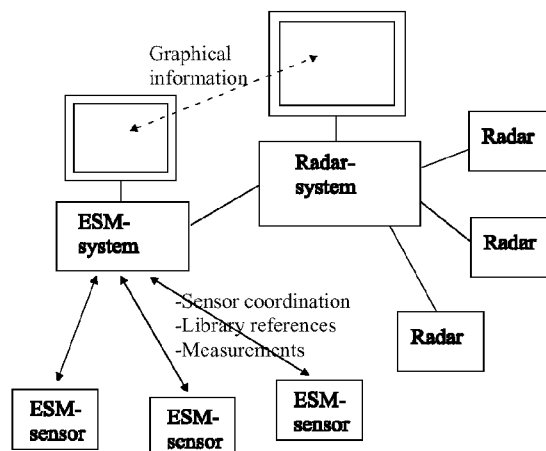 Graphical
information
Radar-
system
Radar
ESM-
system
Radar
-Sensor coordination
-Library references
-Measurements
Radar
ESM-
sensor
ESM-
sensor
ESM-
sensor